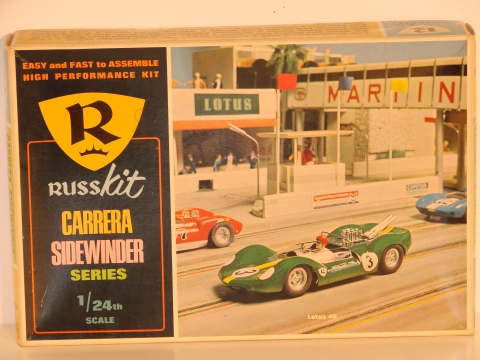 EASY and FAST to ASSEMBLE
HIGH PERFORMANCE KIT
R
RUSSkit
CARRERA
SIDEWINDER
SERIES
1/24th
SCALE
LOTUS
MARTIN
3
Lotus 40